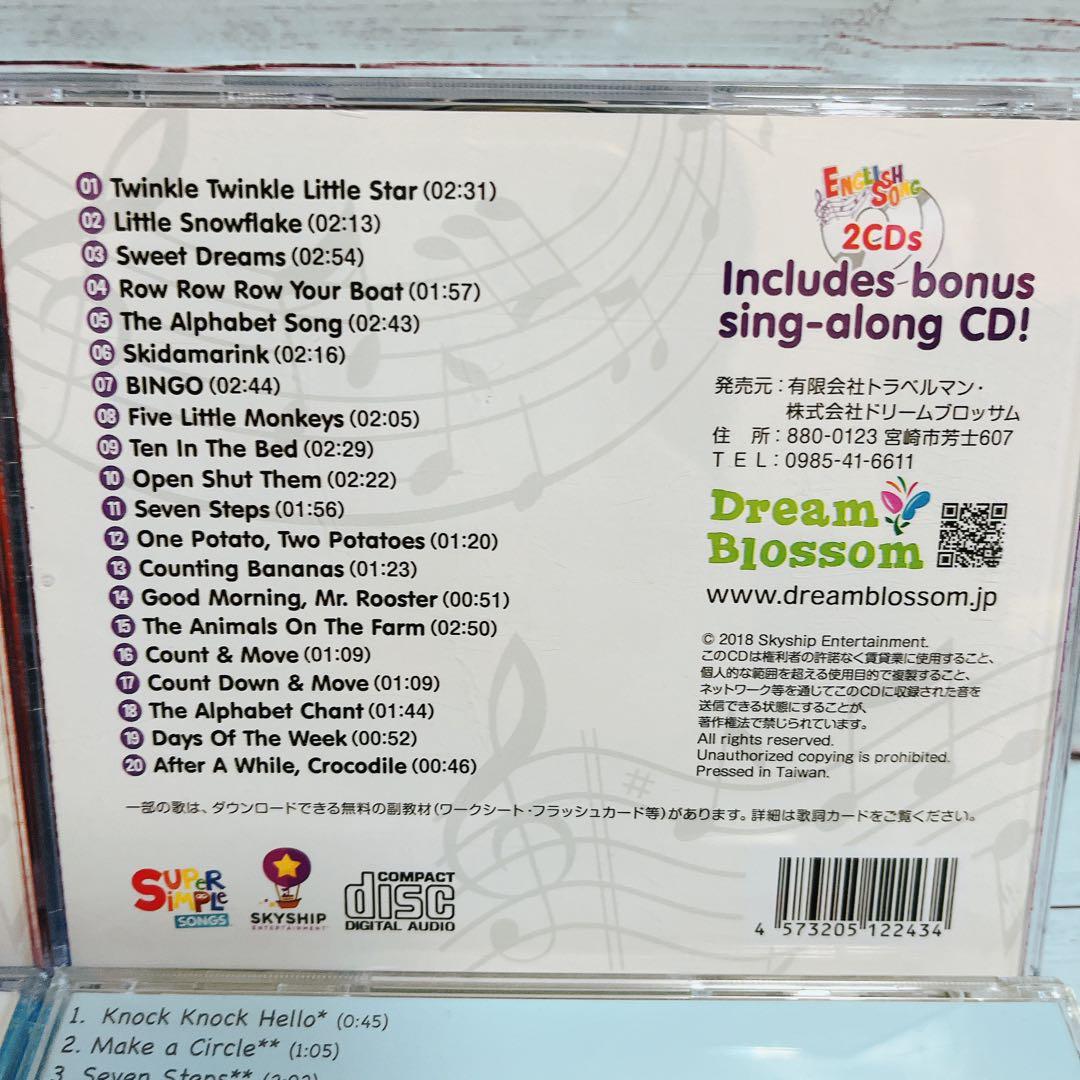 01 Twinkle Twinkle Little Star (02:31)
02 Little Snowflake (02:13)
03 Sweet Dreams (02:54)
04 Row Row Row Your Boat (01:57)
05 The Alphabet Song (02:43)
06 Skidamarink (02:16)
07 BINGO (02:44)
08 Five Little Monkeys (02:05)
09 Ten In The Bed (02:29)
10 Open Shut Them (02:22)
11 Seven Steps (01:56)
12 One Potato, Two Potatoes (01:20)
13 Counting Bananas (01:23)
14 Good Morning, Mr. Rooster (00:51)
15 The Animals On The Farm (02:50)
16 Count & Move (01:09)
17 Count Down & Move (01:09)
18 The Alphabet Chant (01:44)
19 Days Of The Week (00:52)
20 After A While, Crocodile (00:46)
ENGLISH
SONG
2CDs
Includes bonus
sing-along CD!
発売元：有限会社トラベルマン・
株式会社ドリームブロッサム
住 所：880-0123 宮崎市芳士607
TEL：0985-41-6611
Dream
Blossom
www.dreamblossom.jp
© 2018 Skyship Entertainment.
このCDは権利者の許諾なく賃貸業に使用すること、
個人的な範囲を超える使用目的で複製すること、
ネットワーク等を通じてこのCDに収録された音を
送信できる状態にすることが、
著作権法で禁じられています。
All rights reserved.
Unauthorized copying is prohibited.
Pressed in Taiwan.
一部の歌は、ダウンロードできる無料の副教材(ワークシート・フラッシュカード等)があります。詳細は歌詞カードをご覧ください。
SUPER
SIMPLE
SONGS
SKYSHIP
ENTERTAINMENT
COMPACT
disc
DIGITAL AUDIO
4 573205 122434
1. Knock Knock Hello* (0:45)
2. Make a Circle** (1:05)
3. Seven Steps**